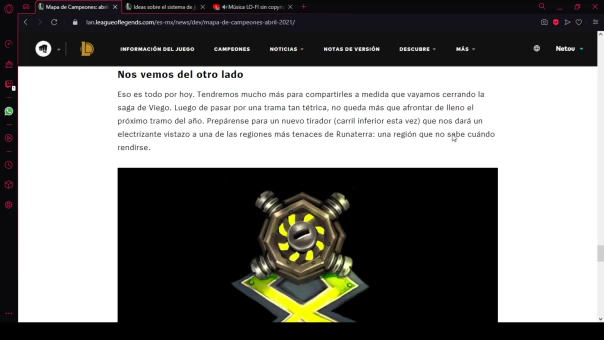 Mapa de Campeones: abril
Ideas sobre el sistema de j
Música LO-FI sin copyri
lan.leagueoflegends.com/es-mx/news/dev/mapa-de-campeones-abril-2021/
INFORMACIÓN DEL JUEGO CAMPEONES NOTICIAS NOTAS DE VERSIÓN DESCUBRE MÁS Netou
Nos vemos del otro lado
Eso es todo por hoy. Tendremos mucho más para compartirles a medida que vayamos cerrando la
saga de Viego. Luego de pasar por una trama tan tétrica, no queda más que afrontar de lleno el
próximo tramo del año. Prepárense para un nuevo tirador (carril inferior esta vez) que nos dará un
electrizante vistazo a una de las regiones más tenaces de Runaterra: una región que no sabe cuándo
rendirse.